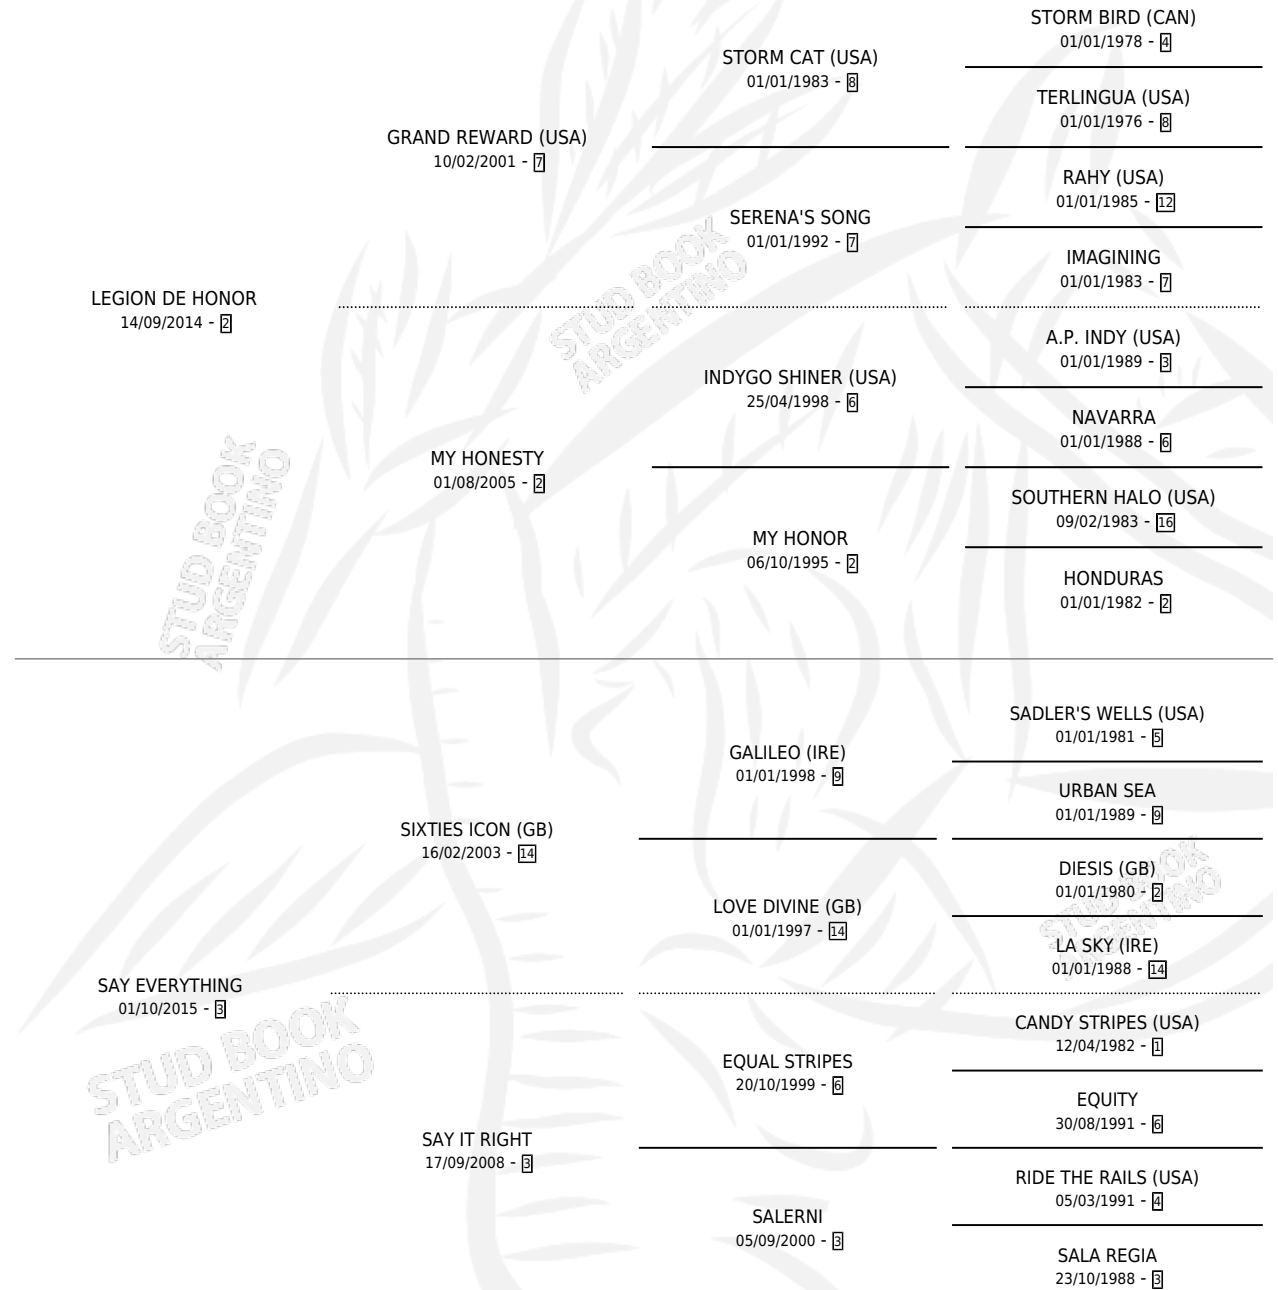 STORM BIRD (CAN)
01/01/1978 - 4
STORM CAT (USA)
01/01/1983 - 8
TERLINGUA (USA)
01/01/1976 - 8
GRAND REWARD (USA)
10/02/2001 - 7
RAHY (USA)
01/01/1985 - 12
SERENA'S SONG
01/01/1992 - 7
IMAGINING
01/01/1983 - 7
LEGION DE HONOR
14/09/2014 - 2
A.P. INDY (USA)
01/01/1989 - 3
INDYGO SHINER (USA)
25/04/1998 - 6
NAVARRA
01/01/1988 - 6
MY HONESTY
01/08/2005 - 2
SOUTHERN HALO (USA)
09/02/1983 - 16
MY HONOR
06/10/1995 - 2
HONDURAS
01/01/1982 - 2
STUD BOOK
ARGENTINO
STUD BOOK
ARGENTINO
SADLER'S WELLS (USA)
01/01/1981 - 5
GALILEO (IRE)
01/01/1998 - 9
URBAN SEA
01/01/1989 - 9
SIXTIES ICON (GB)
16/02/2003 - 14
DIESIS (GB)
01/01/1980 - 2
LOVE DIVINE (GB)
01/01/1997 - 14
LA SKY (IRE)
01/01/1988 - 14
SAY EVERYTHING
01/10/2015 - 3
CANDY STRIPES (USA)
12/04/1982 - 1
EQUAL STRIPES
20/10/1999 - 6
EQUITY
30/08/1991 - 6
SAY IT RIGHT
17/09/2008 - 3
RIDE THE RAILS (USA)
05/03/1991 - 4
SALERNI
05/09/2000 - 3
SALA REGIA
23/10/1988 - 3
STUD BOOK
ARGENTINO
STUD BOOK
ARGENTINO